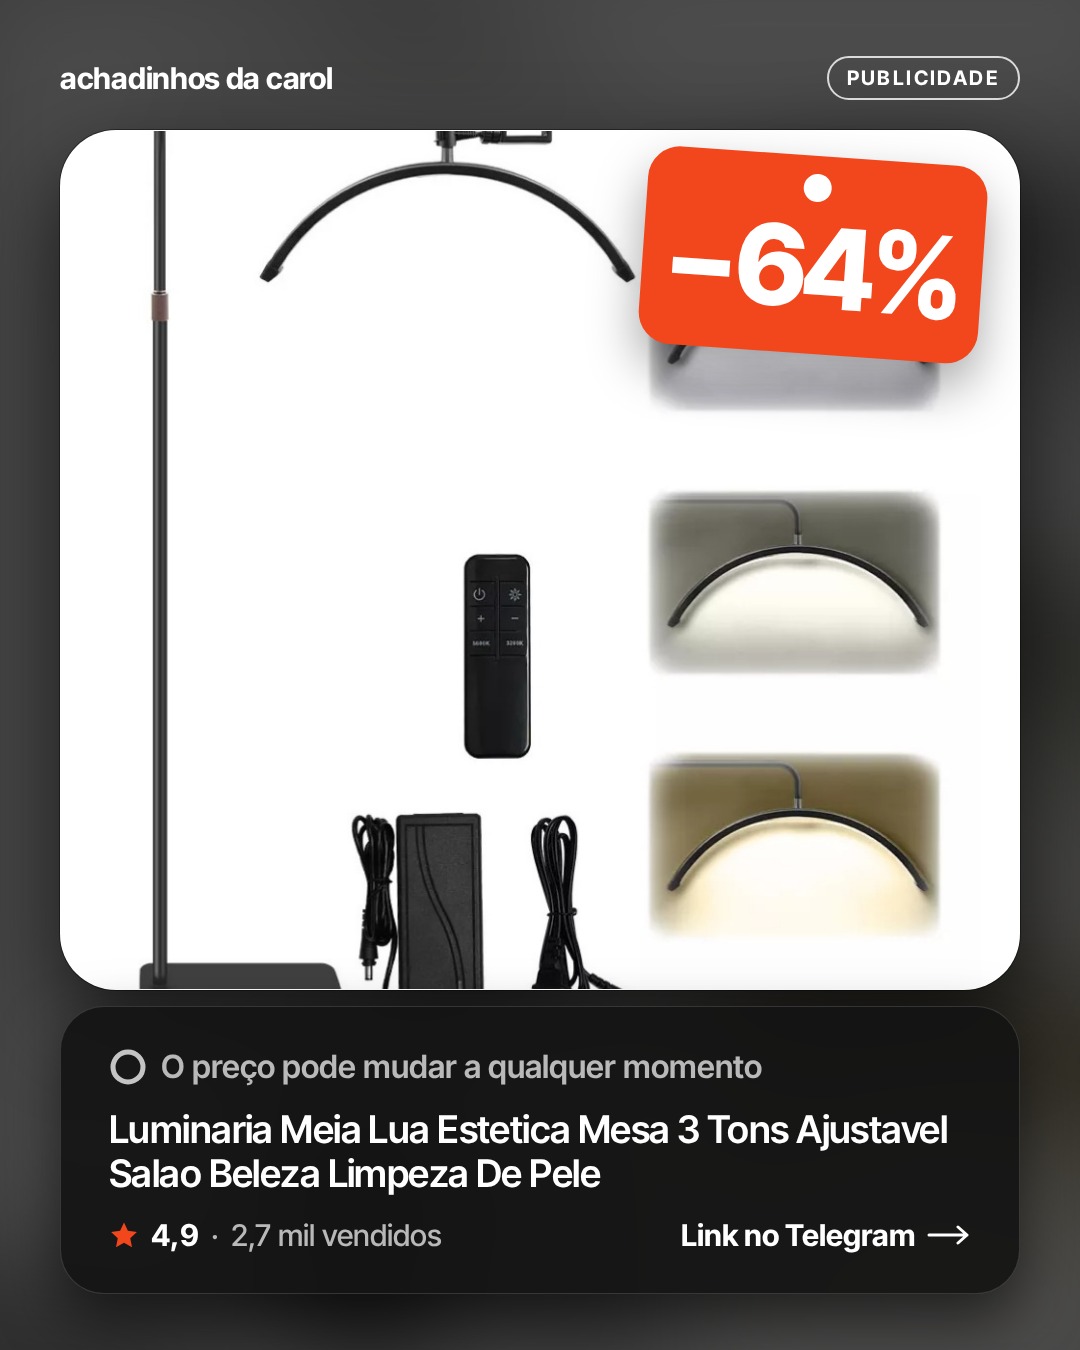 achadinhos da carol
PUBLICIDADE
–64%
O preço pode mudar a qualquer momento
Luminaria Meia Lua Estetica Mesa 3 Tons Ajustavel
Salao Beleza Limpeza De Pele
4,9 · 2,7 mil vendidos
Link no Telegram →